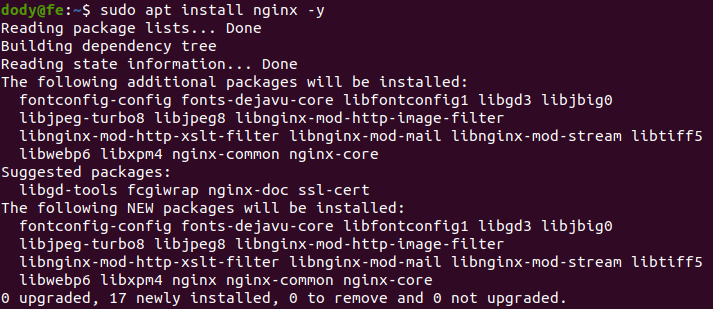 dody@fe:~$ sudo apt install nginx -y
Reading package lists... Done
Building dependency tree
Reading state information... Done
The following additional packages will be installed:
  fontconfig-config fonts-dejavu-core libfontconfig1 libgd3 libjbig0
  libjpeg-turbo8 libjpeg8 libnginx-mod-http-image-filter
  libnginx-mod-http-xslt-filter libnginx-mod-mail libnginx-mod-stream libtiff5
  libwebp6 libxpm4 nginx-common nginx-core
Suggested packages:
  libgd-tools fcgiwrap nginx-doc ssl-cert
The following NEW packages will be installed:
  fontconfig-config fonts-dejavu-core libfontconfig1 libgd3 libjbig0
  libjpeg-turbo8 libjpeg8 libnginx-mod-http-image-filter
  libnginx-mod-http-xslt-filter libnginx-mod-mail libnginx-mod-stream libtiff5
  libwebp6 libxpm4 nginx nginx-common nginx-core
0 upgraded, 17 newly installed, 0 to remove and 0 not upgraded.